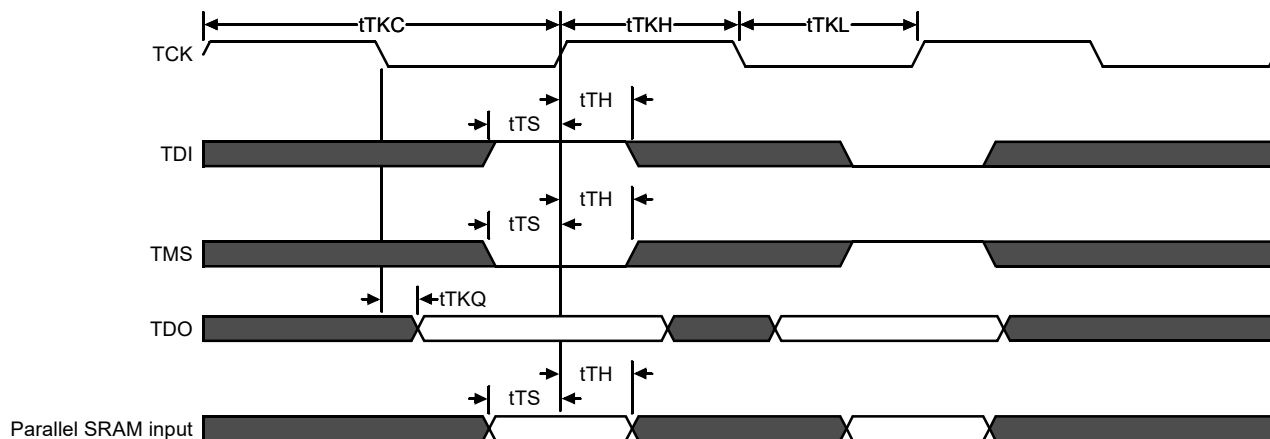 tTKC
tTKH
tTKL
TCK
tTH
tTS
TDI
tTH
tTS
TMS
tTKQ
TDO
tTH
tTS
Parallel SRAM input